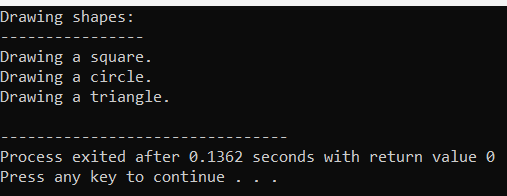 Drawing shapes:
----------------
Drawing a square.
Drawing a circle.
Drawing a triangle.

--------------------------------
Process exited after 0.1362 seconds with return value 0
Press any key to continue . . .